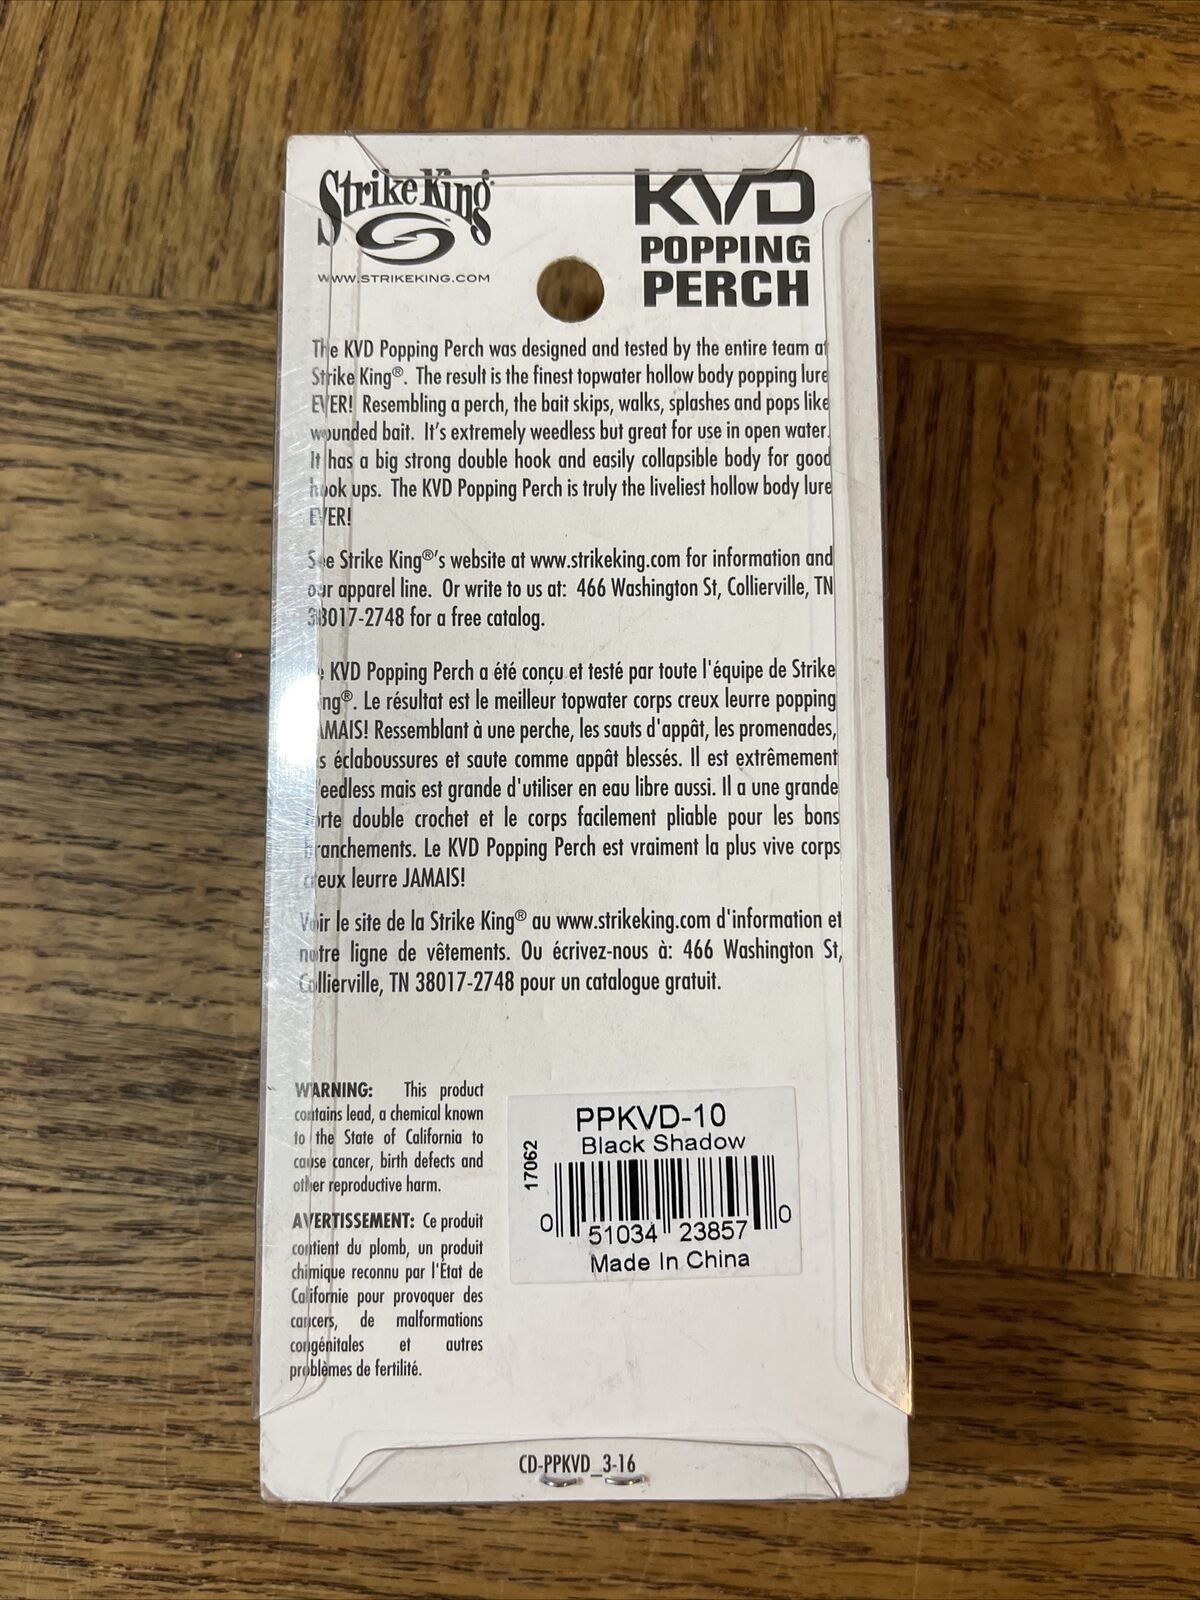 Strike King
WWW.STRIKEKING.COM
KVD
POPPING
PERCH
The KVD Popping Perch was designed and tested by the entire team at
Strike King®. The result is the finest topwater hollow body popping lure
EVER! Resembling a perch, the bait skips, walks, splashes and pops like
wounded bait. It's extremely weedless but great for use in open water.
It has a big strong double hook and easily collapsible body for good
hook ups. The KVD Popping Perch is truly the liveliest hollow body lure
EVER!
See Strike King®'s website at www.strikeking.com for information and
our apparel line. Or write to us at: 466 Washington St, Collierville, TN
38017-2748 for a free catalog.
KVD Popping Perch a été conçu et testé par toute l'équipe de Strike
ng®. Le résultat est le meilleur topwater corps creux leurre popping
AMAIS! Ressemblant à une perche, les sauts d'appât, les promenades,
s éclaboussures et saute comme appât blessés. Il est extrêmement
eedless mais est grande d'utiliser en eau libre aussi. Il a une grande
orte double crochet et le corps facilement pliable pour les bons
branchements. Le KVD Popping Perch est vraiment la plus vive corps
creux leurre JAMAIS!
Voir le site de la Strike King® au www.strikeking.com d'information et
notre ligne de vêtements. Ou écrivez-nous à: 466 Washington St,
Collierville, TN 38017-2748 pour un catalogue gratuit.
WARNING: This product
contains lead, a chemical known
to the State of California to
cause cancer, birth defects and
other reproductive harm.
AVERTISSEMENT: Ce produit
contient du plomb, un produit
chimique reconnu par l'État de
Californie pour provoquer des
cancers, de malformations
congénitales et autres
problèmes de fertilité.
PPKVD-10
Black Shadow
17062
0 51034 23857 0
Made In China
CD-PPKVD_3-16